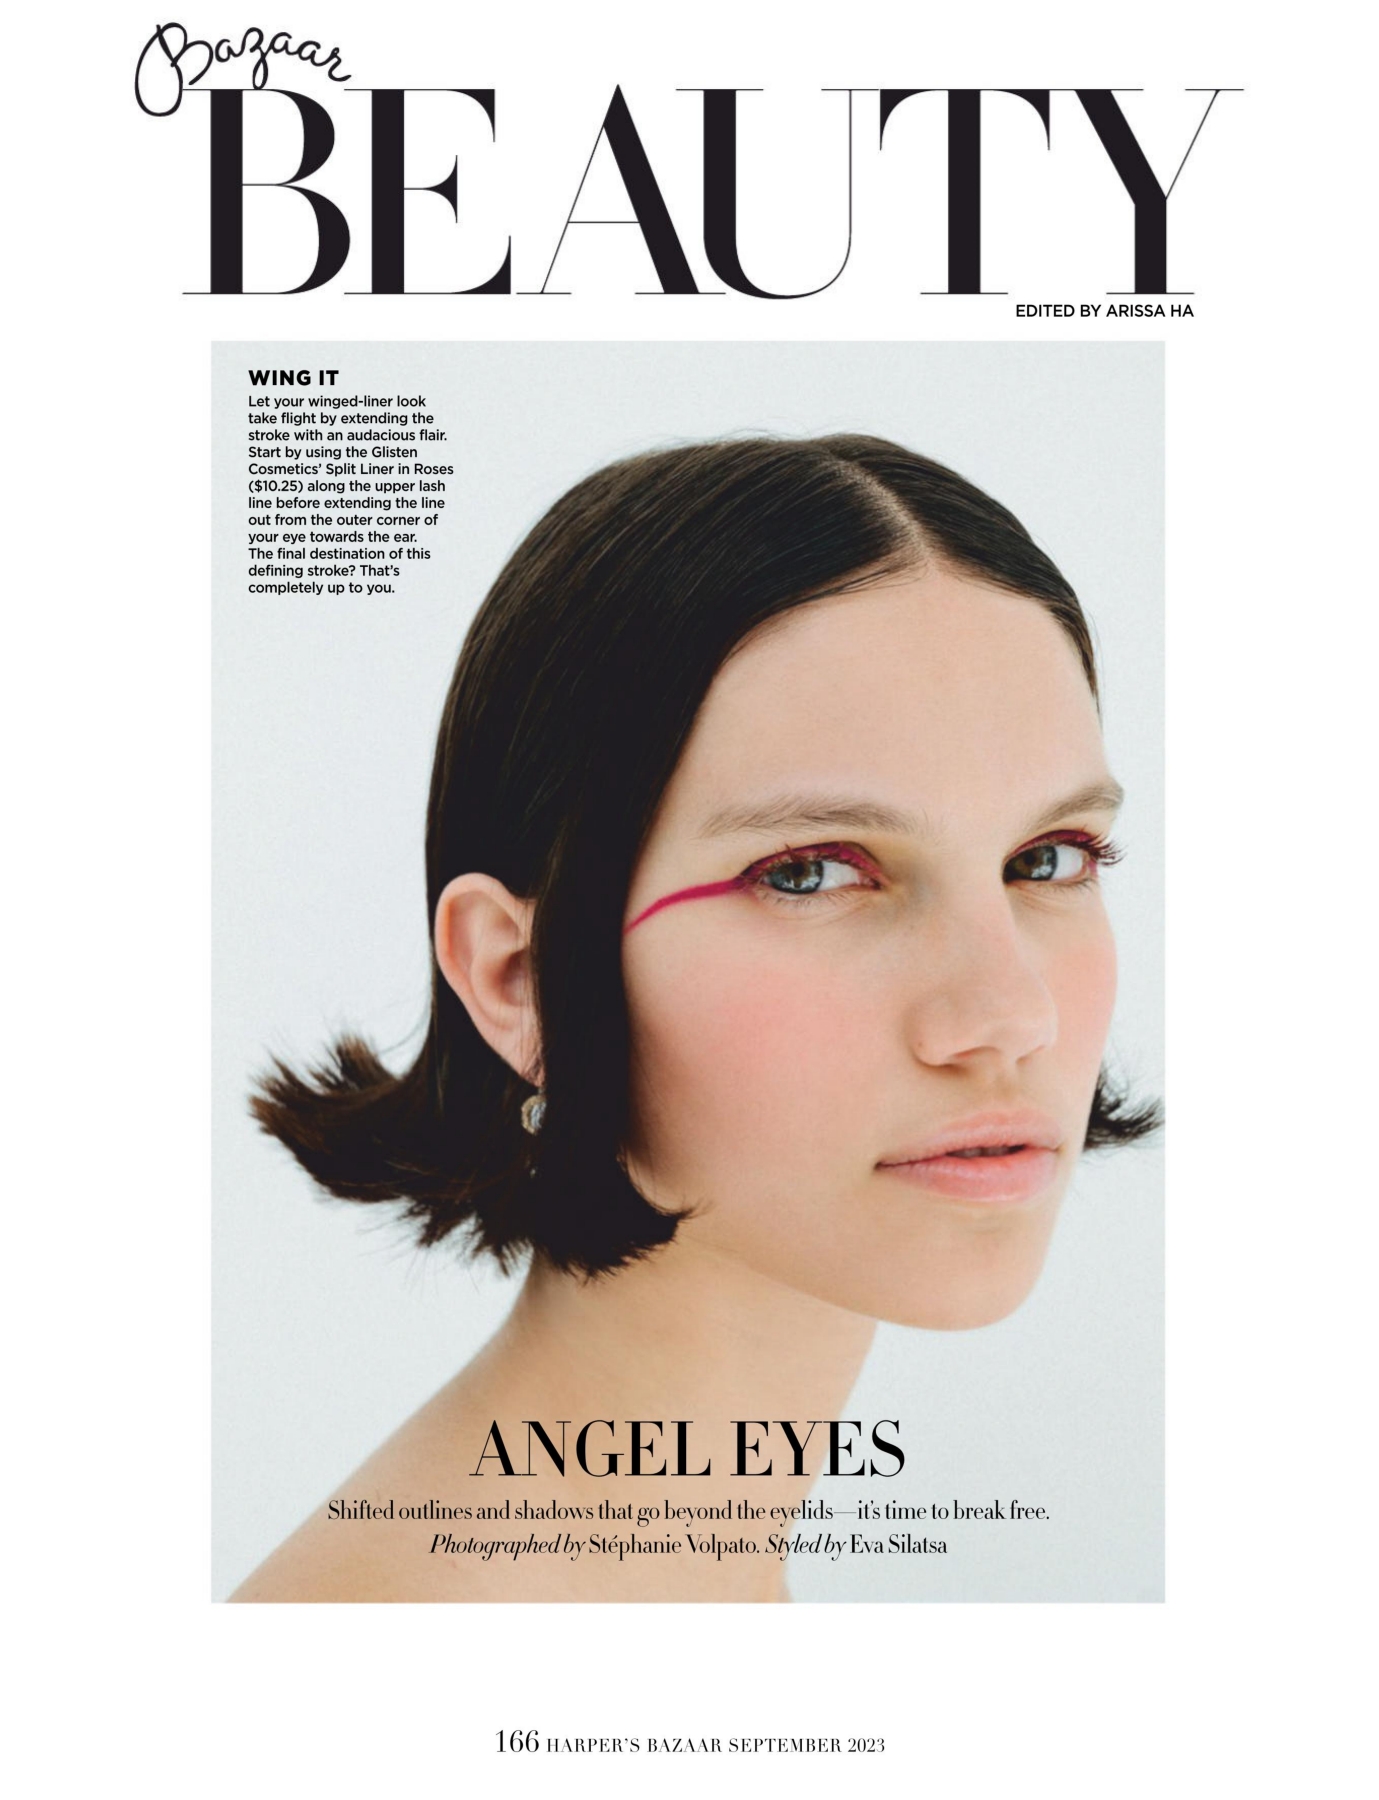 Bazaar
BEAUTY
EDITED BY ARISSA HA
WING IT
Let your winged-liner look
take flight by extending the
stroke with an audacious flair.
Start by using the Glisten
Cosmetics’ Split Liner in Roses
($10.25) along the upper lash
line before extending the line
out from the outer corner of
your eye towards the ear.
The final destination of this
defining stroke? That’s
completely up to you.
ANGEL EYES
Shifted outlines and shadows that go beyond the eyelids—it’s time to break free.
Photographed by Stéphanie Volpato. Styled by Eva Silatsa
166 HARPER’S BAZAAR SEPTEMBER 2023